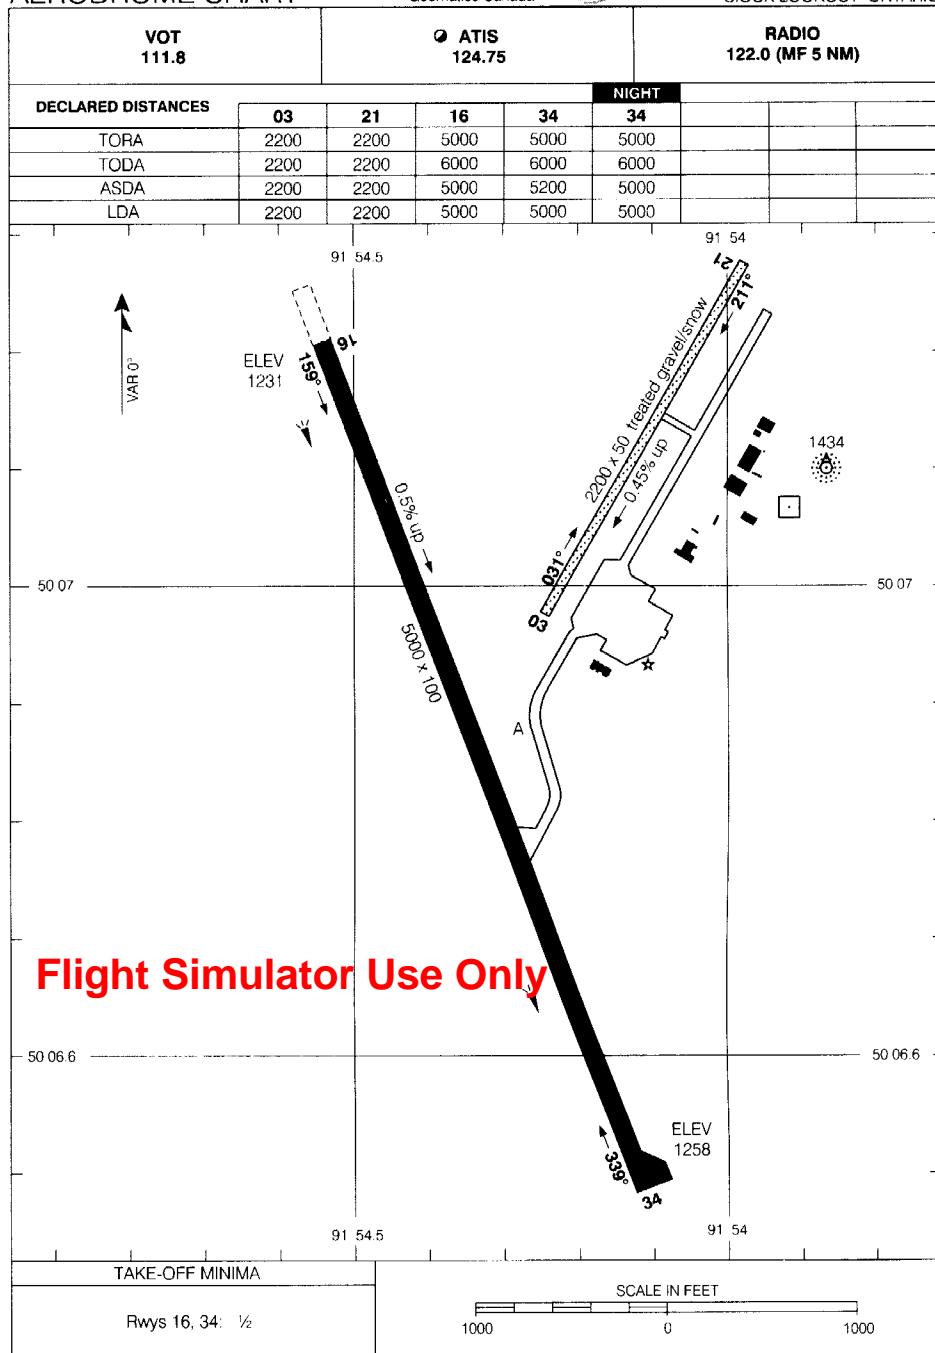 AERODROME CHART
VOT
111.8
ATIS
124.75
RADIO
122.0 (MF 5 NM)
NIGHT
DECLARED DISTANCES 03 21 16 34 34
TORA 2200 2200 5000 5000 5000
TODA 2200 2200 6000 6000 6000
ASDA 2200 2200 5000 5200 5000
LDA 2200 2200 5000 5000 5000
91 54.5
91 54
21
211°
VAR 0°
ELEV
1231
16
159°
2200 x 50 treated gravel/snow
0.45% up
1434
0.5% up
031°
03
50 07
50 07
5000 x 100
A
Flight Simulator Use Only
50 06.6
50 06.6
ELEV
1258
339°
34
91 54.5
91 54
TAKE-OFF MINIMA
Rwys 16, 34: ½
SCALE IN FEET
1000 0 1000